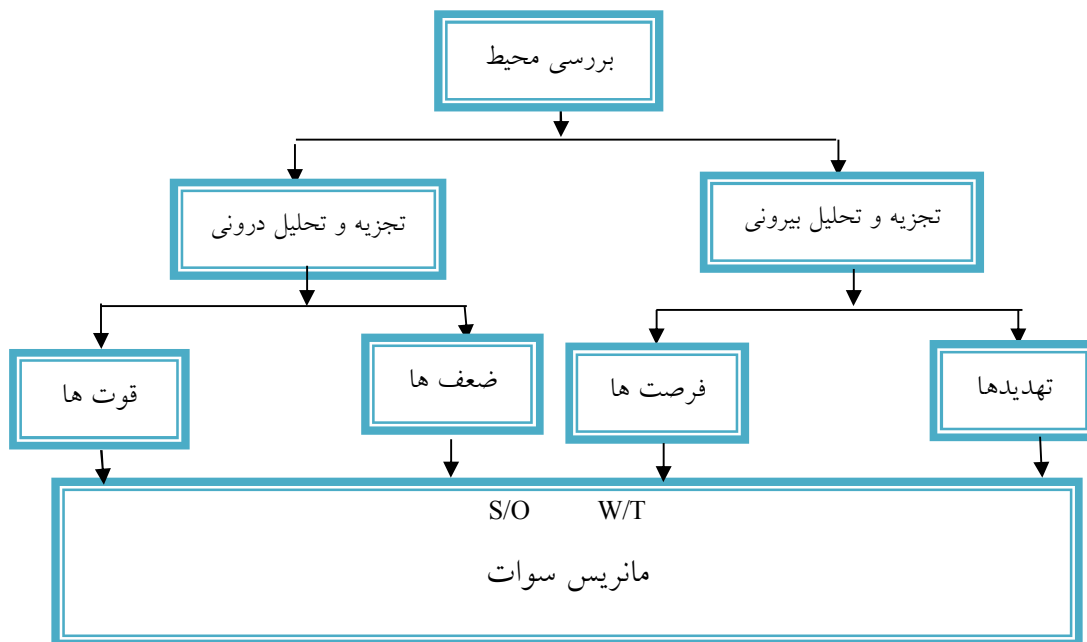 بررسی محیط
تجزیه و تحلیل بیرونی
تجزیه و تحلیل درونی
تهدیدها
فرصت ها
ضعف ها
قوت ها
S/O W/T
مانریس سوات